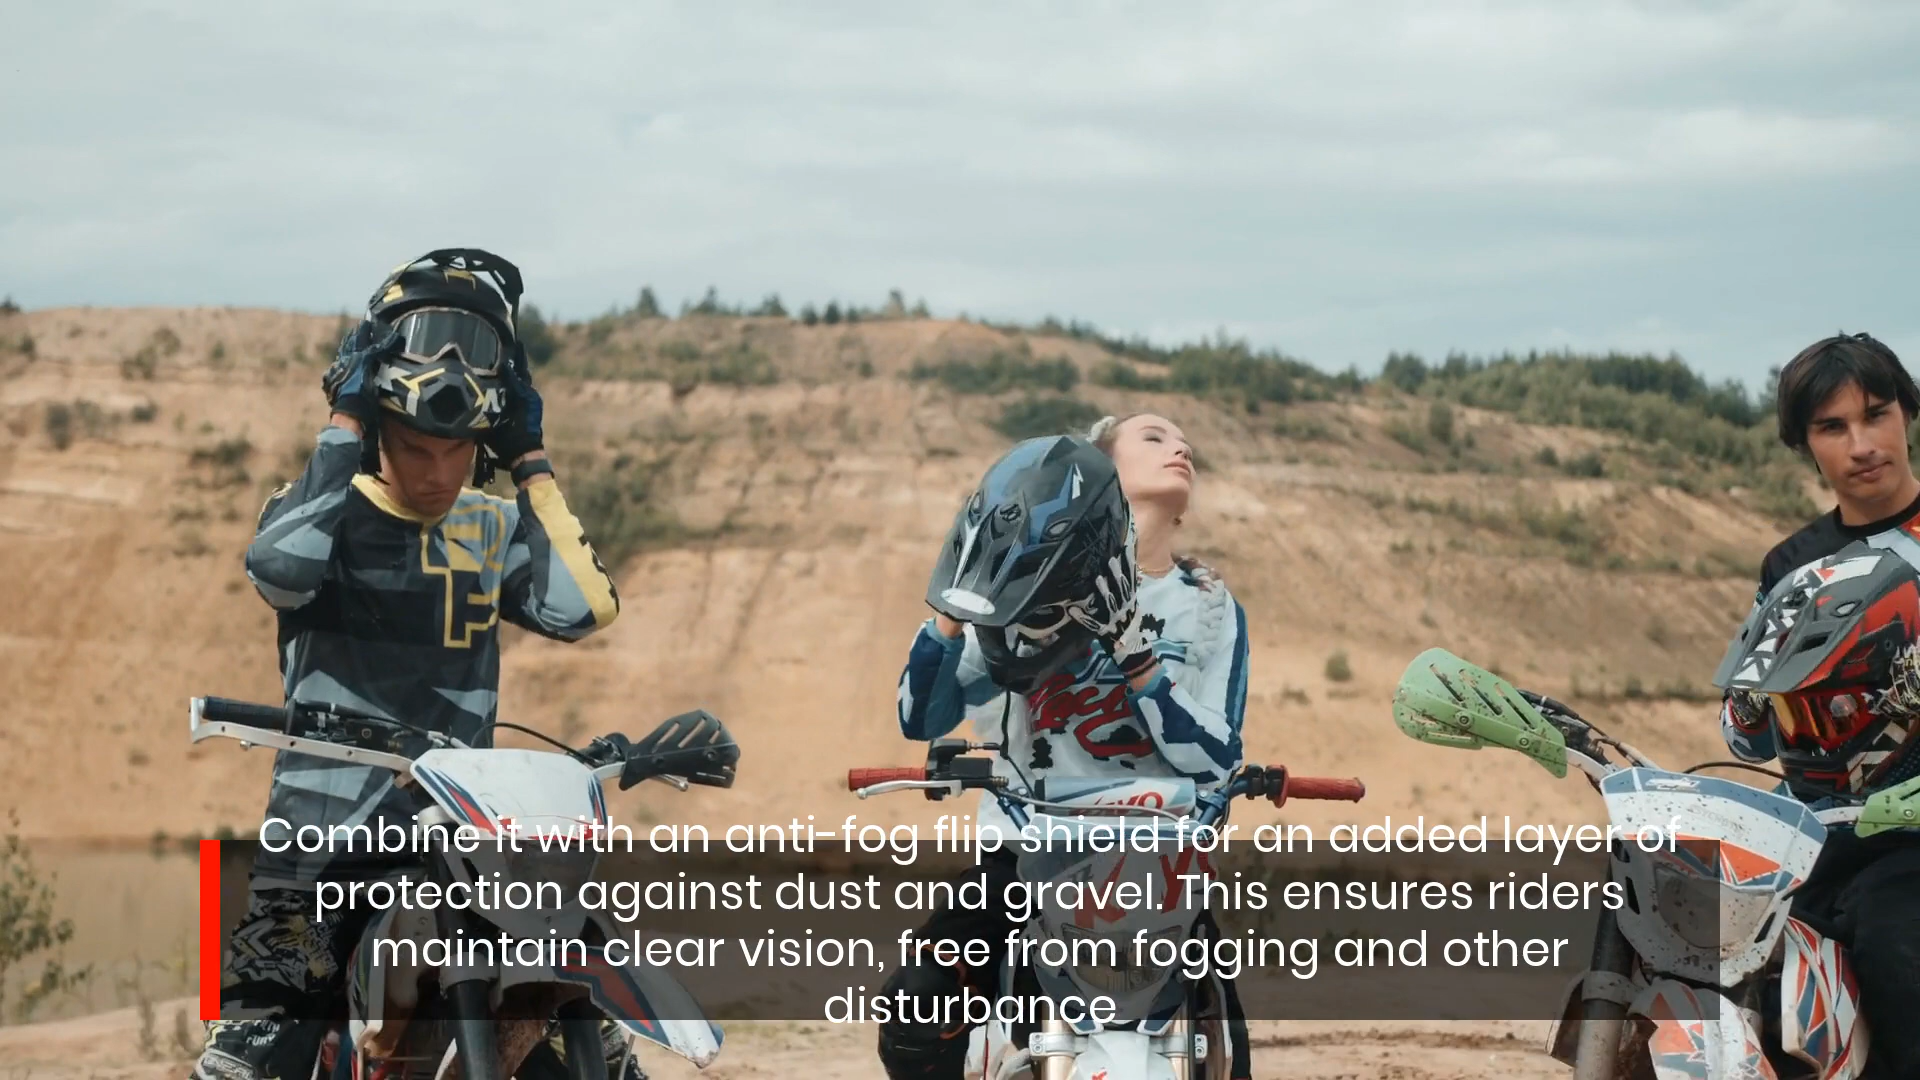 Combine it with an anti-fog flip shield for an added layer of
protection against dust and gravel. This ensures riders
maintain clear vision, free from fogging and other
disturbance